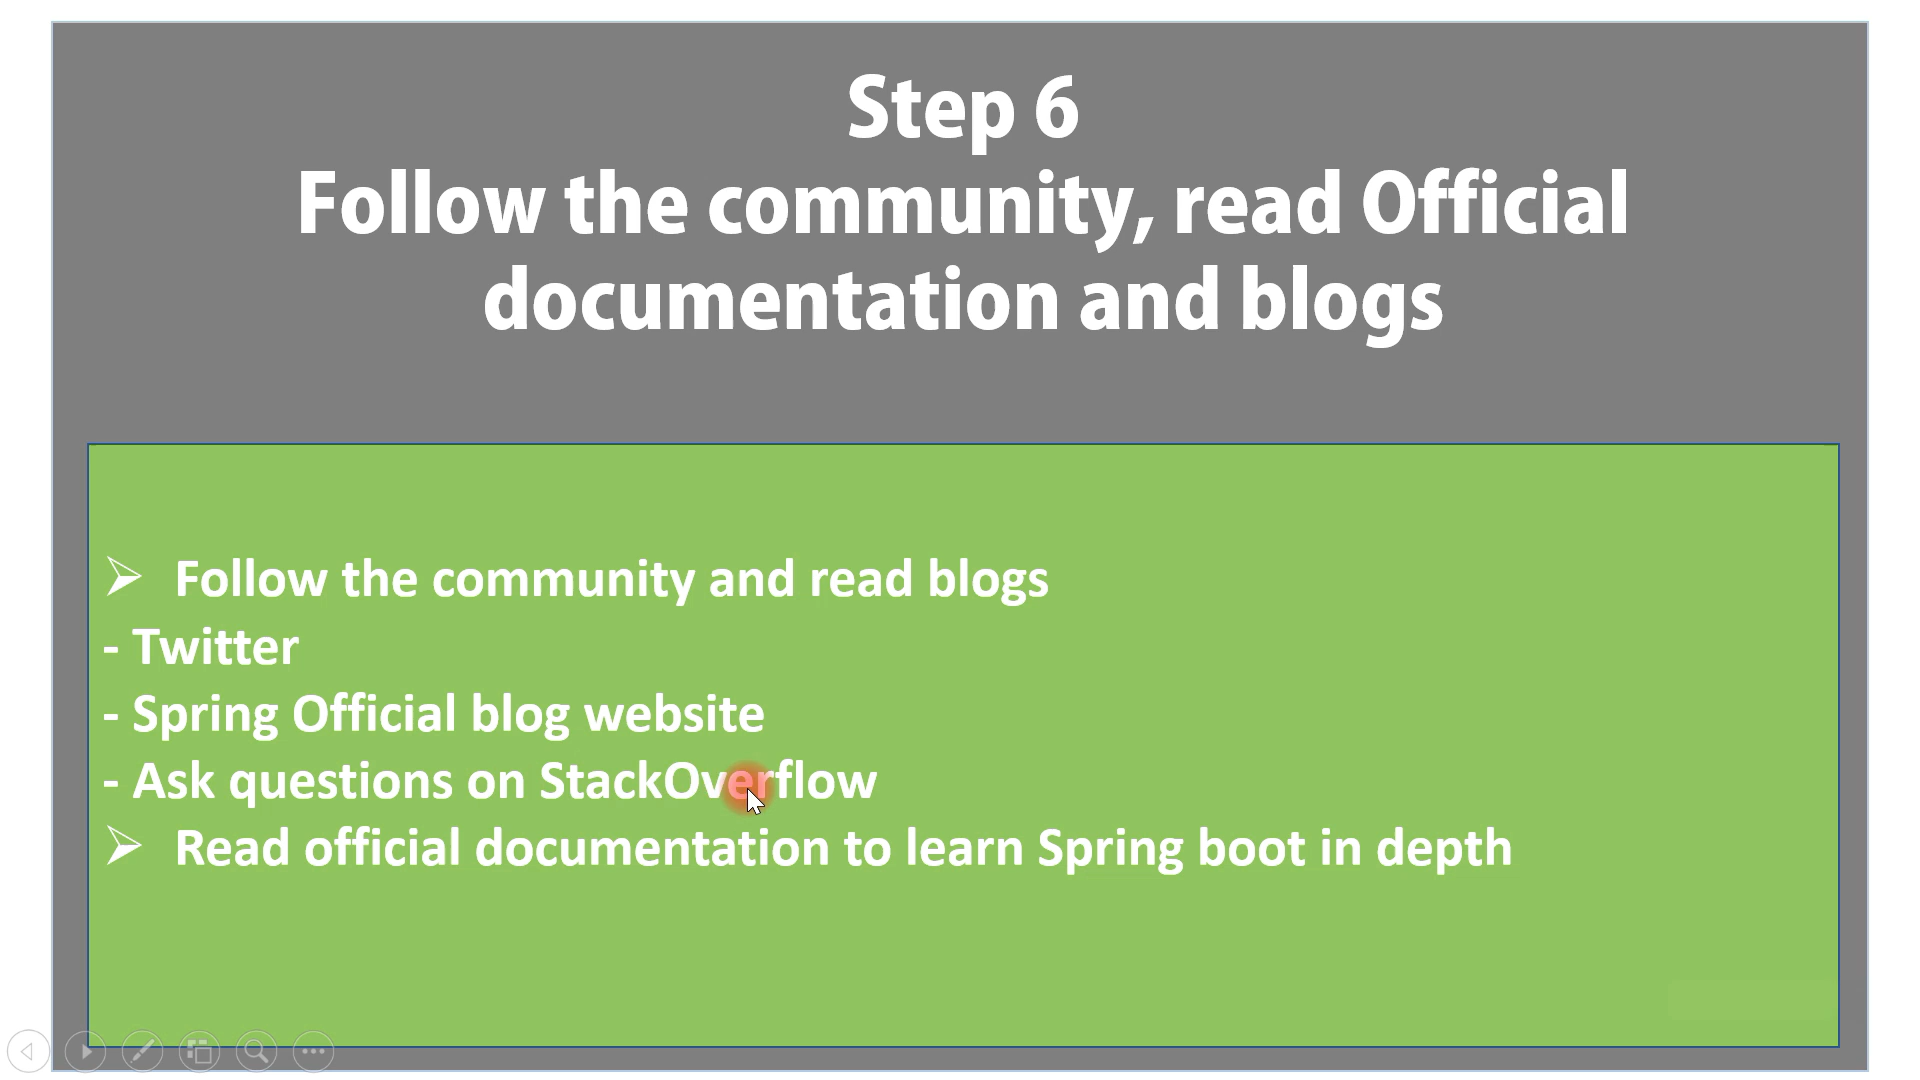 Step 6
Follow the community, read Official
documentation and blogs
➢ Follow the community and read blogs
- Twitter
- Spring Official blog website
- Ask questions on StackOverflow
➢ Read official documentation to learn Spring boot in depth